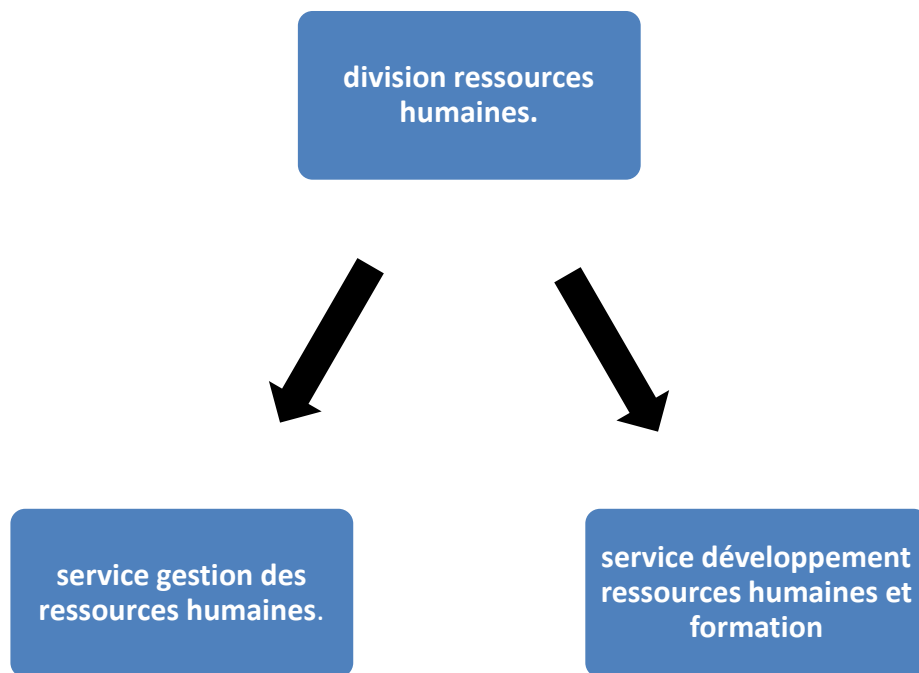 division ressources
humaines.
service gestion des
ressources humaines.
service développement
ressources humaines et
formation